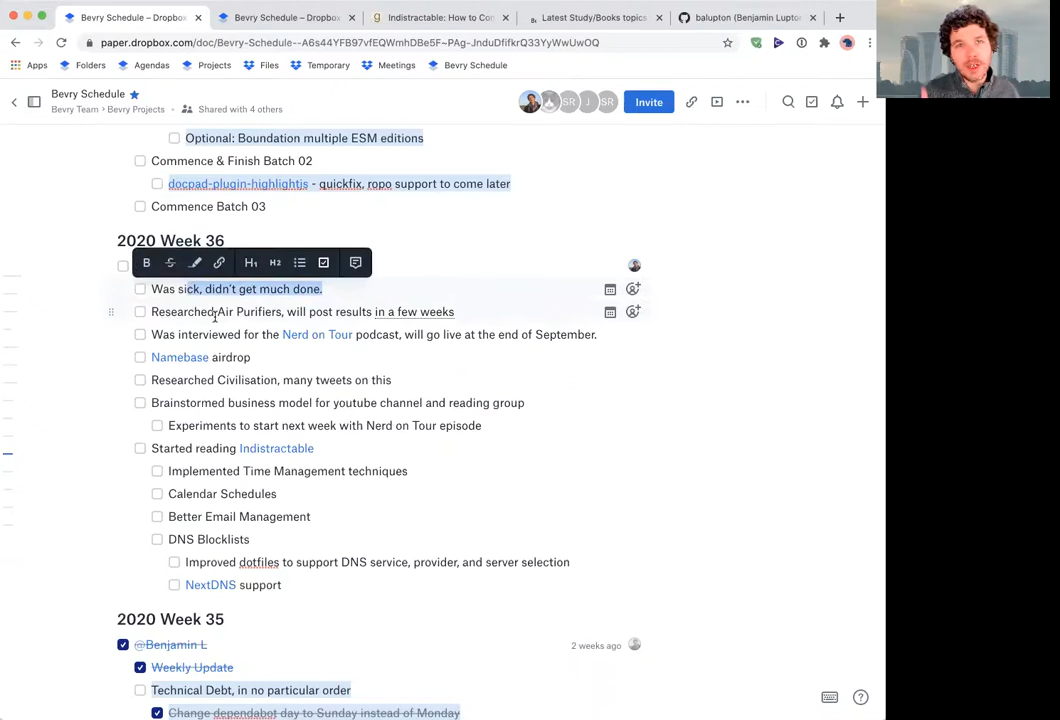 Bevry Schedule – Dropbox
Bevry Schedule – Dropbox
Indistractable: How to Con
Latest Study/Books topics
balupton (Benjamin Lupton
paper.dropbox.com/doc/Bevry-Schedule--A6s44YFB97vfEQWmhDBe5F~PAg-JnduDfifkrQ33YyWwUwOQ
Apps
Folders
Agendas
Projects
Files
Temporary
Meetings
Bevry Schedule
Bevry Schedule
Bevry Team › Bevry Projects
Shared with 4 others
SR
J
SR
Invite
Optional: Boundation multiple ESM editions
Commence & Finish Batch 02
docpad-plugin-highlightjs - quickfix, ropo support to come later
Commence Batch 03
2020 Week 36
B
S
H1
H2
Was sick, didn't get much done.
Researched Air Purifiers, will post results in a few weeks
Was interviewed for the Nerd on Tour podcast, will go live at the end of September.
Namebase airdrop
Researched Civilisation, many tweets on this
Brainstormed business model for youtube channel and reading group
Experiments to start next week with Nerd on Tour episode
Started reading Indistractable
Implemented Time Management techniques
Calendar Schedules
Better Email Management
DNS Blocklists
Improved dotfiles to support DNS service, provider, and server selection
NextDNS support
2020 Week 35
@Benjamin L
2 weeks ago
Weekly Update
Technical Debt, in no particular order
Change dependabot day to Sunday instead of Monday